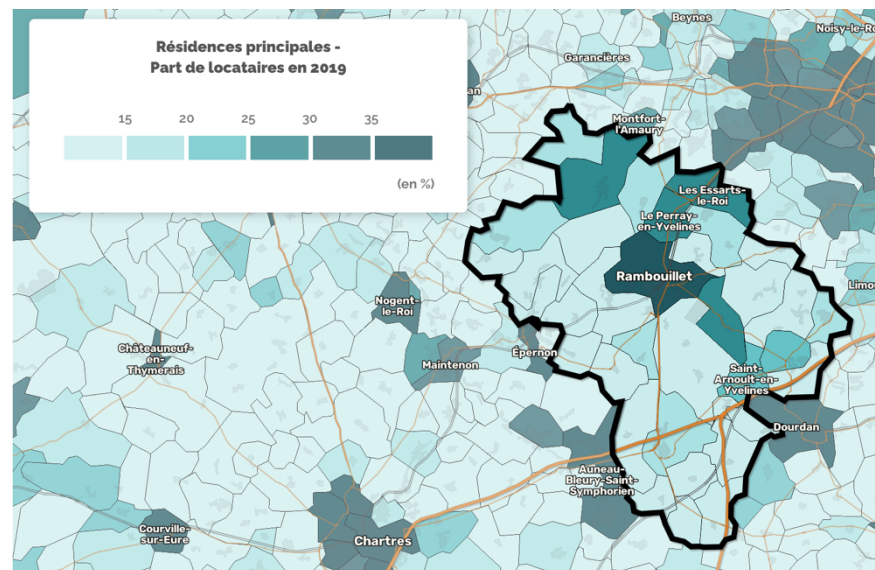 Résidences principales -
Part de locataires en 2019
15 20 25 30 35
(en %)
Beynes
Noisy-le-Ro
Garancières
an
Montfort-
l'Amaury
Les Essarts-
le-Roi
Le Perray-
en-Yvelines
Rambouillet
Limo
Nogent-
le-Roi
Châteauneuf-
en-
Thymerais
Maintenon
Épernon
Saint-
Arnoult-en-
Yvelines
Dourdan
Auneau-
Bleury-Saint-
Symphorien
Courville-
sur-Eure
Chartres